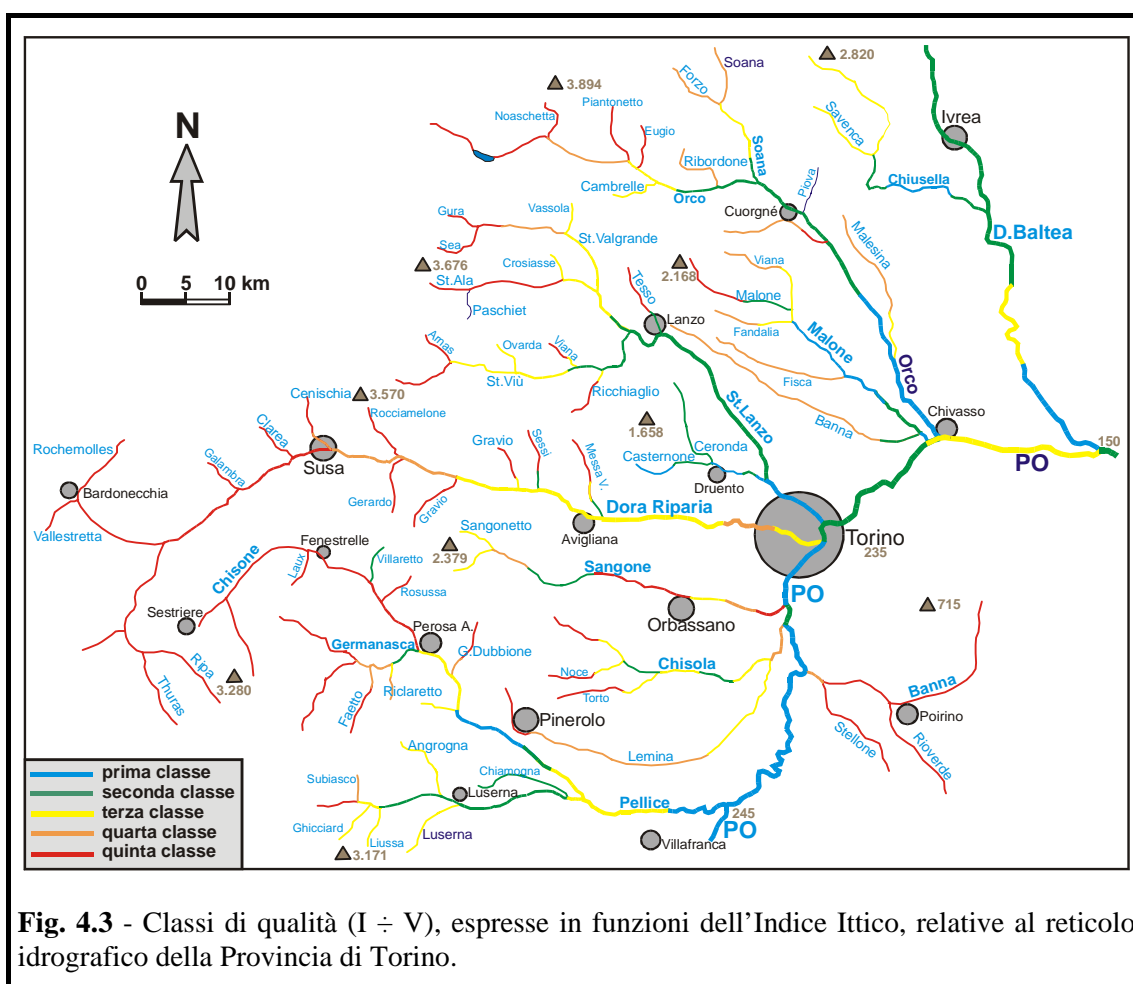 2.820
Soana
Forzo
3.894
Piantonetto
Noaschetta
Savenca
Ivrea
N
Eugio
Soana
Ribordone
Piova
Chiusella
Cambrelle
Orco
Cuorgné
Gura
Vassola
Malesina
D.Baltea
Sea
St.Valgrande
3.676
Crosiasse
2.168
Viana
St.Ala
Tesso
0 5 10 km
Malone
Paschiet
Lanzo
Fandalia
Malone
Arnas
Ovarda
Viana
Orco
St.Viù
Fisca
Ricchiaglio
Cenischia
3.570
St.Lanzo
Rocciamelone
1.658
Banna
Chivasso
Clarea
Gravio
Sessi
Messa V.
Ceronda
150
Rochemolles
Casternone
PO
Susa
Galambra
Druento
Bardonecchia
Gerardo
Gravio
Dora Riparia
Sangonetto
Avigliana
Torino
Vallestretta
Fenestrelle
235
2.379
Villaretto
Chisone
Laux
Sangone
PO
Rosussa
715
Sestriere
Perosa A.
Orbassano
Germanasca
G.Dubbione
Ripa
Noce
Chisola
3.280
Banna
Thuras
Faetto
Riclaretto
Torto
Pinerolo
Poirino
Stellone
Rioverde
Angrogna
Lemina
prima classe
Subiasco
Chiamogna
seconda classe
Luserna
terza classe
Pellice
245
Ghicciard
PO
quarta classe
Luserna
Liussa
Villafranca
quinta classe
3.171
Fig. 4.3 - Classi di qualità (I ÷ V), espresse in funzioni dell’Indice Ittico, relative al reticolo
idrografico della Provincia di Torino.